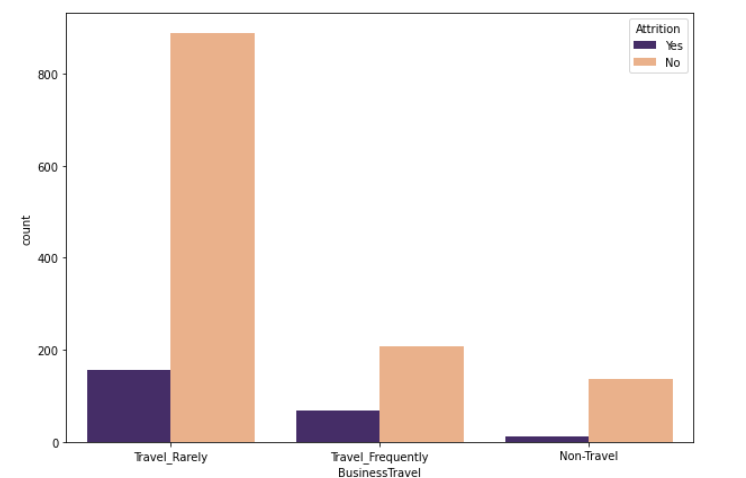 Attrition
Yes
No
800
600
400
200
0
count
Travel_Rarely
Travel_Frequently
Non-Travel
BusinessTravel